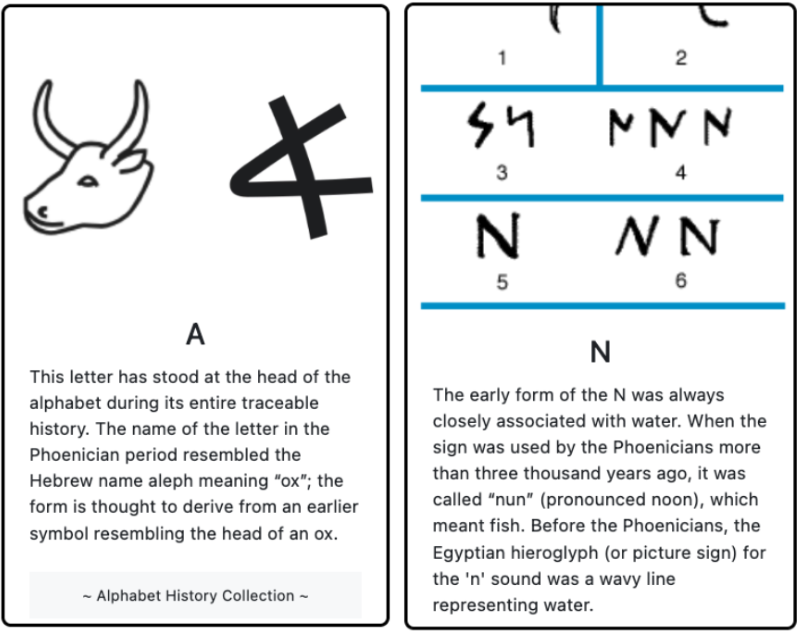 A
This letter has stood at the head of the
alphabet during its entire traceable
history. The name of the letter in the
Phoenician period resembled the
Hebrew name aleph meaning “ox”; the
form is thought to derive from an earlier
symbol resembling the head of an ox.
~ Alphabet History Collection ~
1 2
3 4
N N N
5 6
N
The early form of the N was always
closely associated with water. When the
sign was used by the Phoenicians more
than three thousand years ago, it was
called “nun” (pronounced noon), which
meant fish. Before the Phoenicians, the
Egyptian hieroglyph (or picture sign) for
the 'n' sound was a wavy line
representing water.